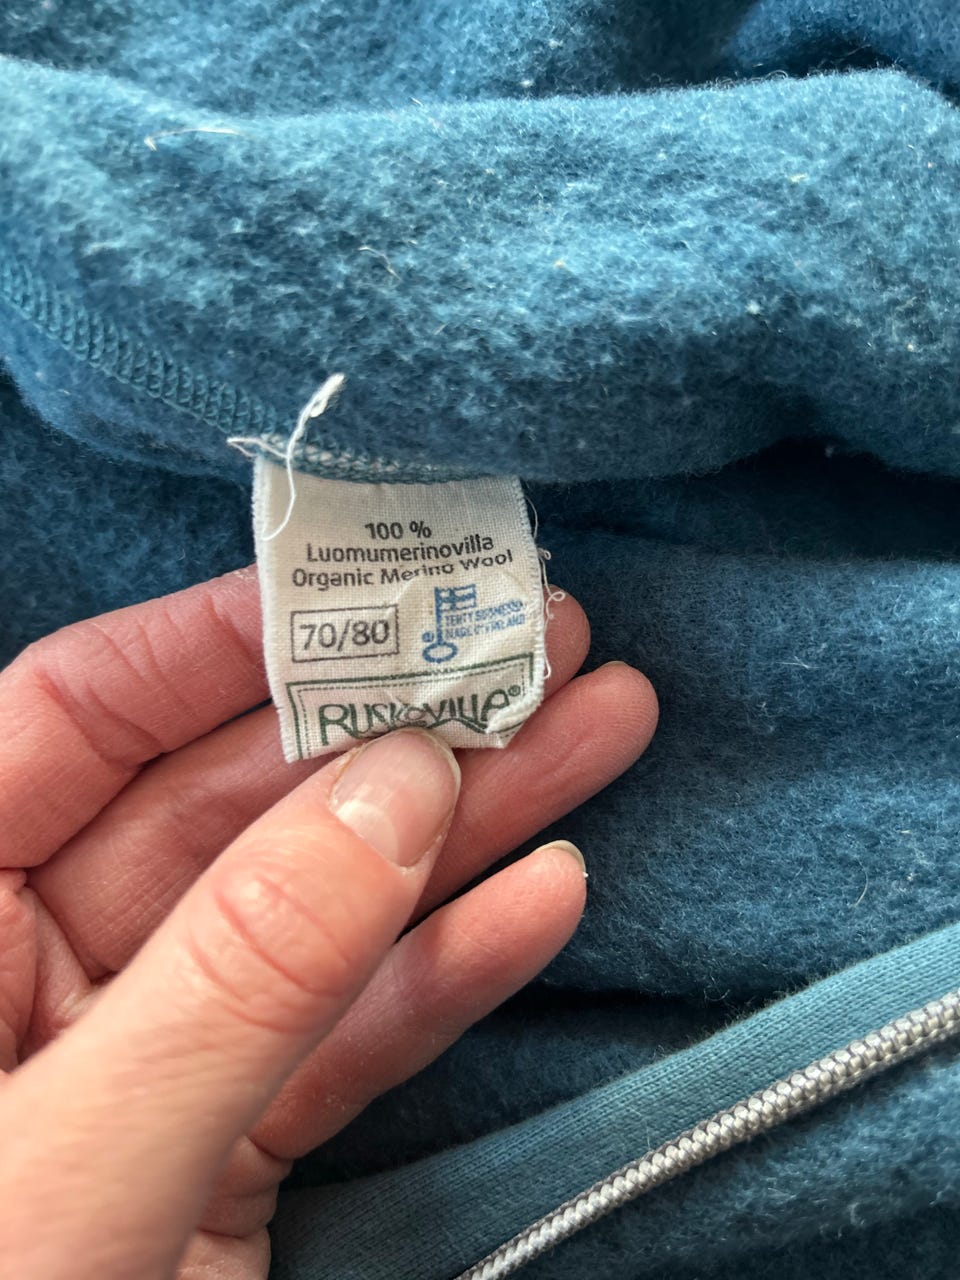 100 %
Luomumerinovilla
Organic Merino Wool
70/80
TEHTY SUOMESSA
MADE IN FINLAND
RUSKOVILLA®